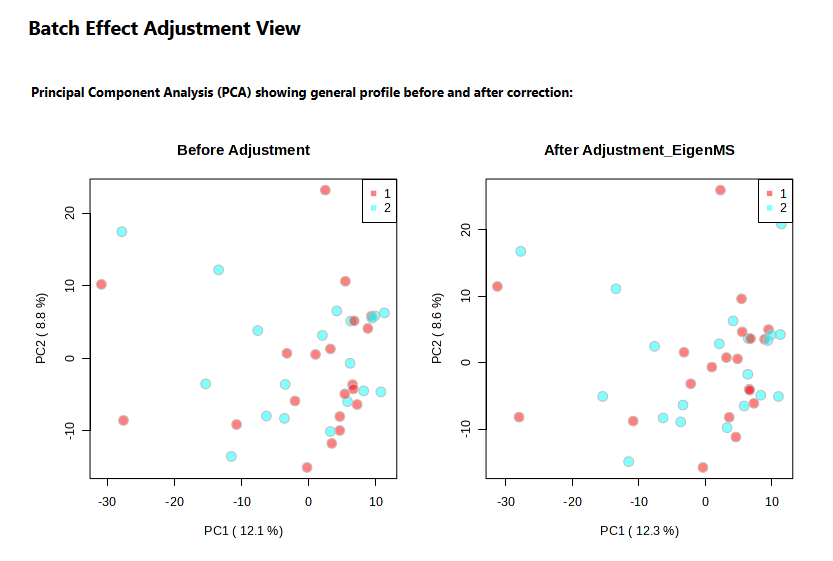 Batch Effect Adjustment View
Principal Component Analysis (PCA) showing general profile before and after correction:
Before Adjustment
1
2
20
10
0
-10
PC2 ( 8.8 %)
-30
-20
-10
0
10
PC1 ( 12.1 %)
After Adjustment_EigenMS
1
2
20
10
0
-10
PC2 ( 8.6 %)
-30
-20
-10
0
10
PC1 ( 12.3 %)